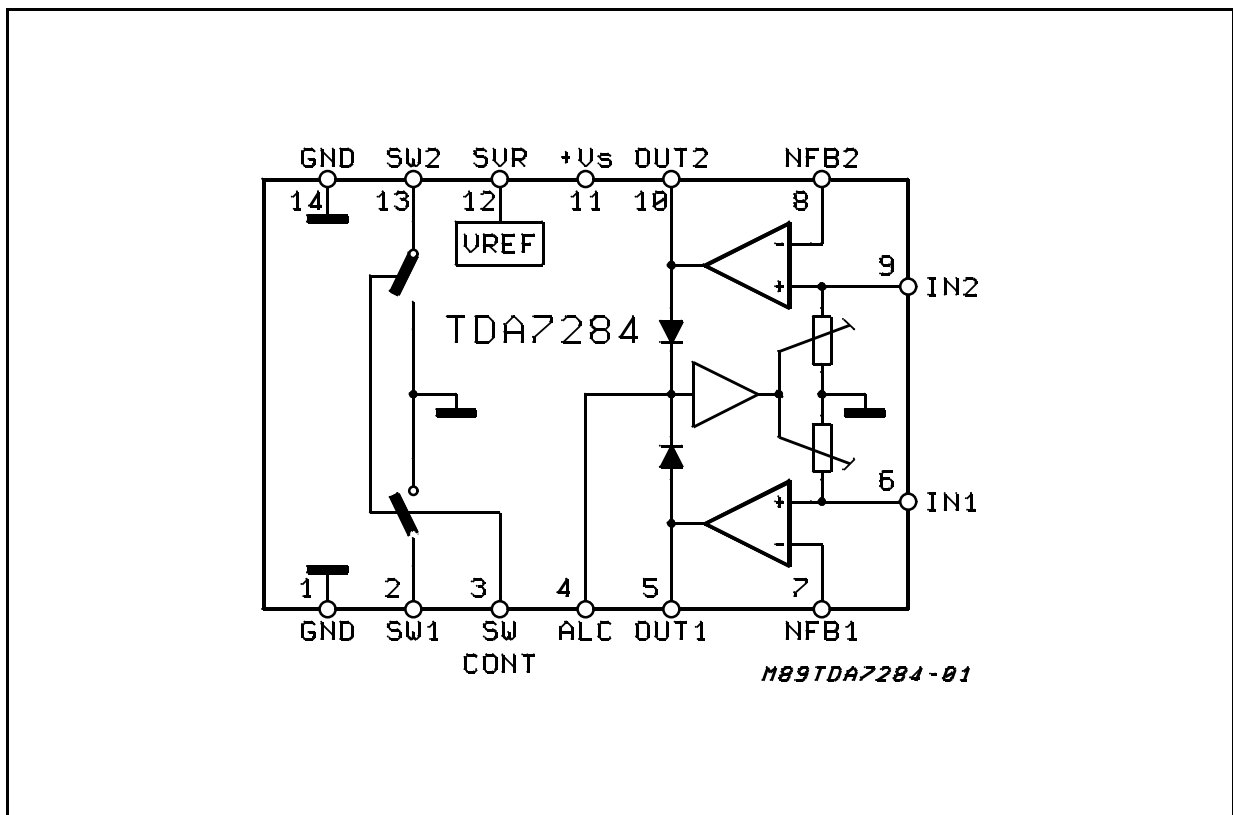 GND SW2 SVR +Vs OUT2 NFB2
14 13 12 11 10 8
VREF
- 9
+ IN2
TDA7284
6
+ IN1
-
1 2 3 4 5 7
GND SW1 SW ALC OUT1 NFB1
CONT
M89TDA7284-01